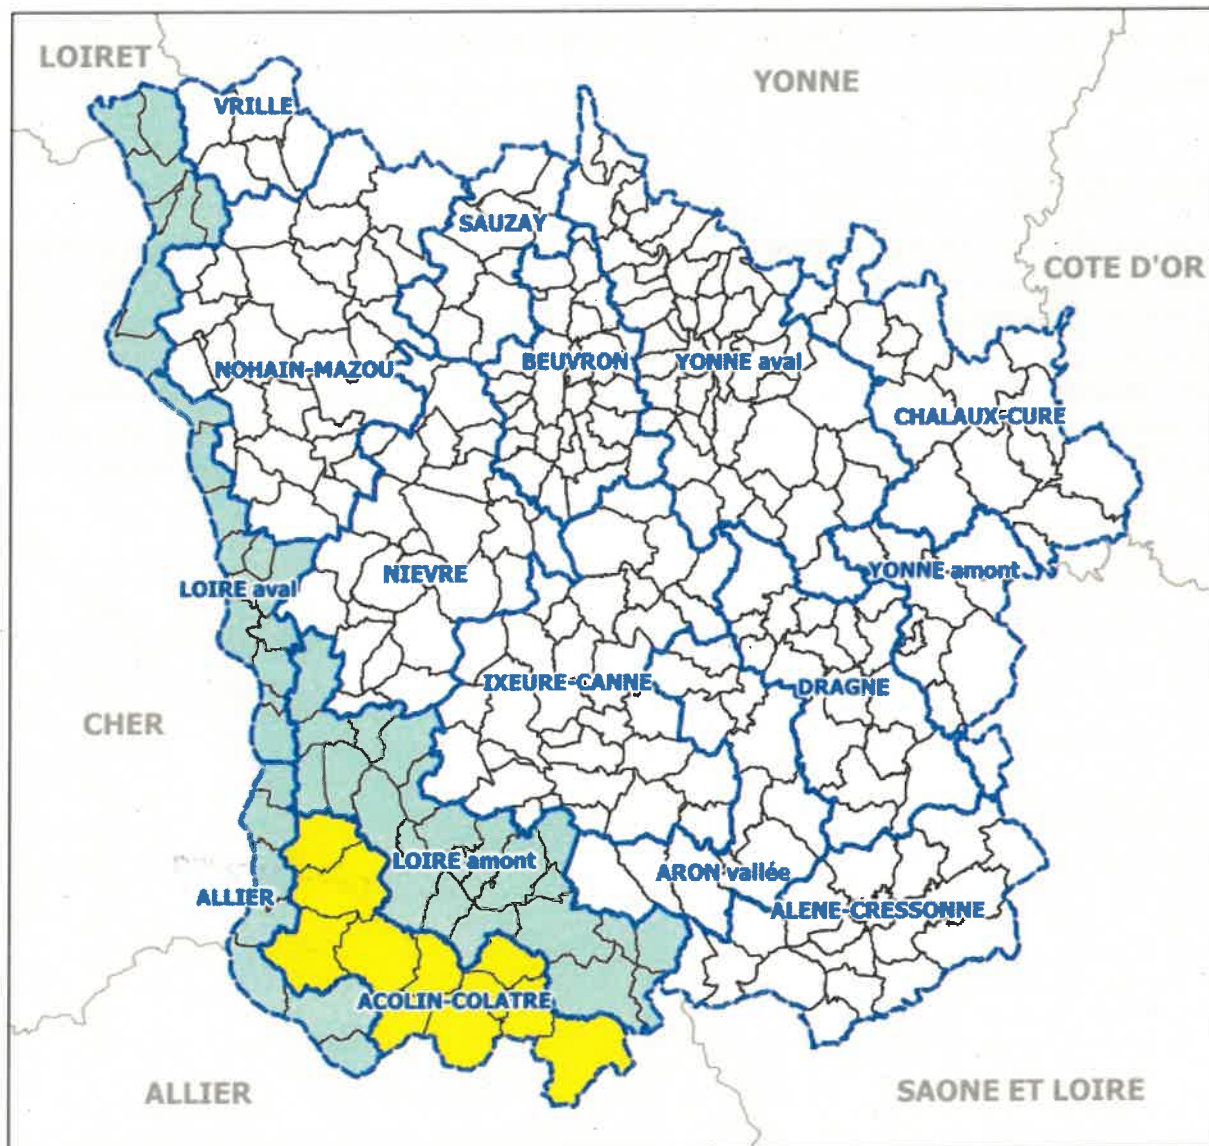 LOIRET
YONNE
VRILLE
SAUZAY
COTE D'OR
NOHAIN-MAZOU
BEUVRON
YONNE aval
CHALAUX-CURE
LOIRE aval
NIEVRE
YONNE amont
IXEURE-CANNE
DRAGNE
CHER
LOIRE amont
ARON vallée
ALLIER
ALENE-CRESSONNE
ACOLIN-COLATRE
ALLIER
SAONE ET LOIRE